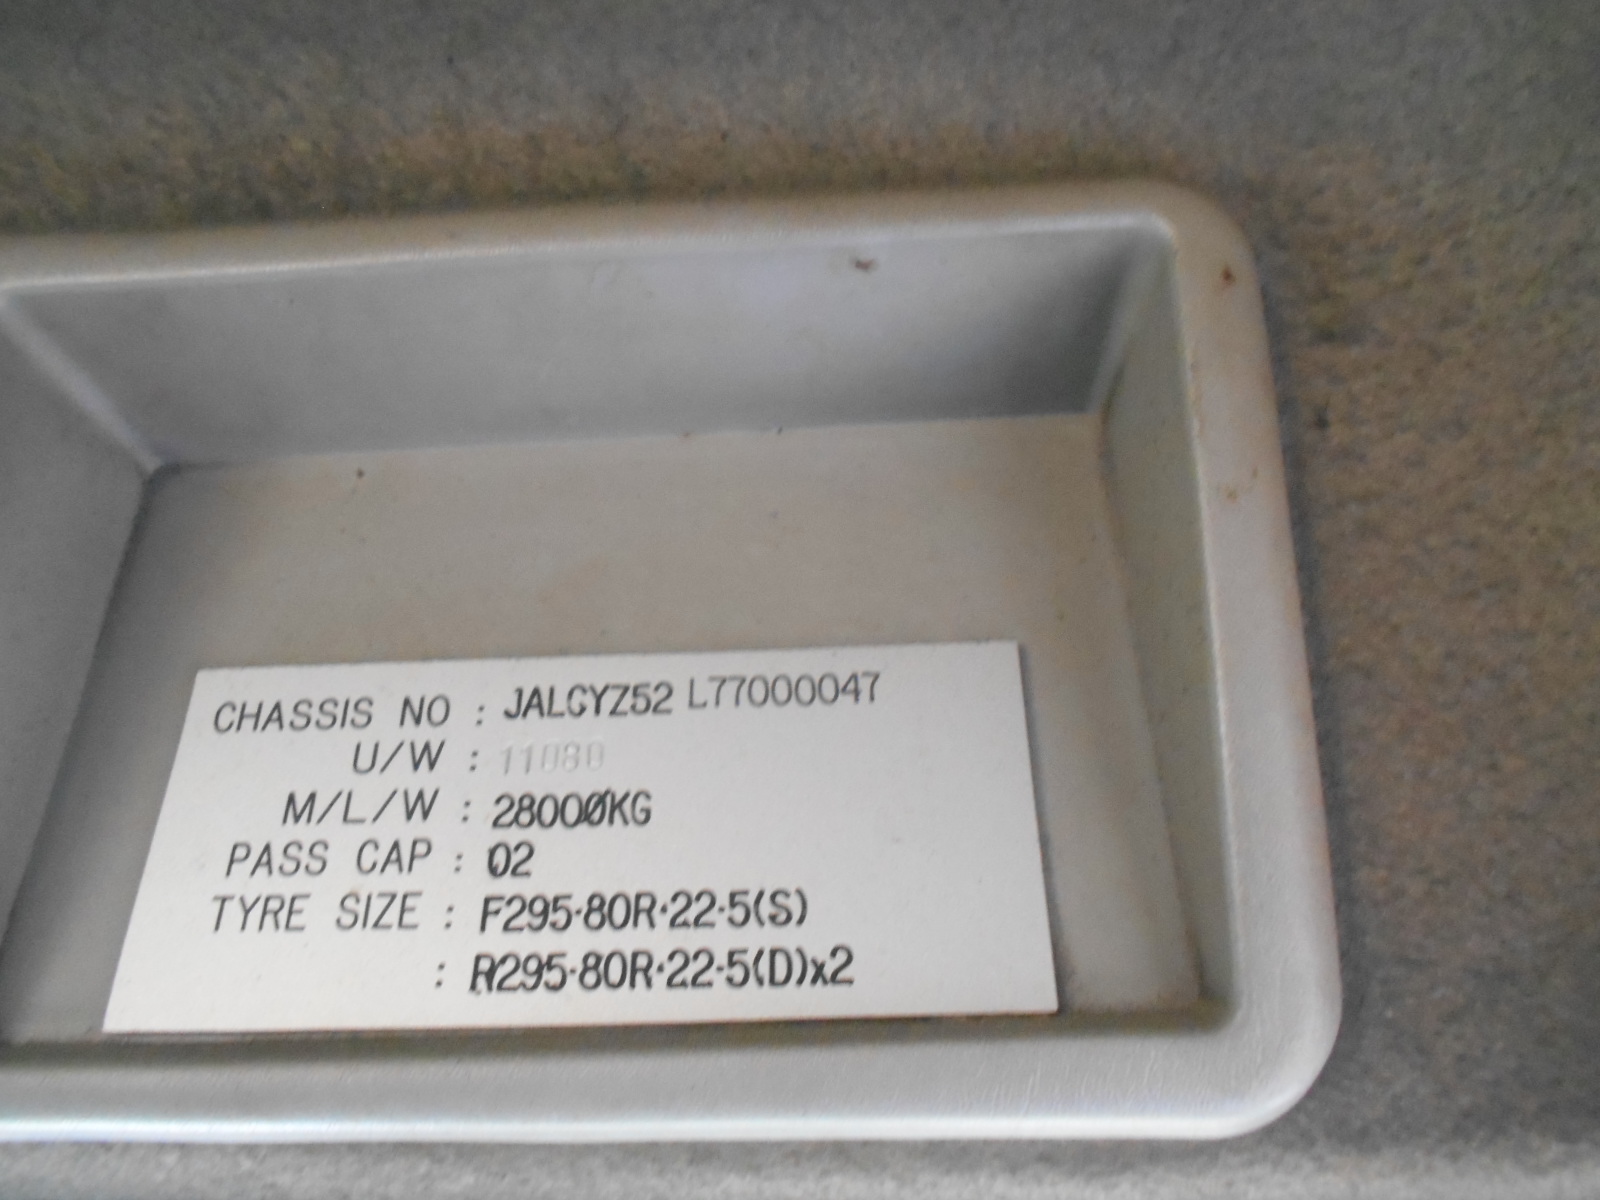 CHASSIS NO : JALCYZ52 L77000047
U/W : 11080
M/L/W : 28000KG
PASS CAP : 02
TYRE SIZE : F295·80R·22·5(S)
: R295·80R·22·5(D)x2